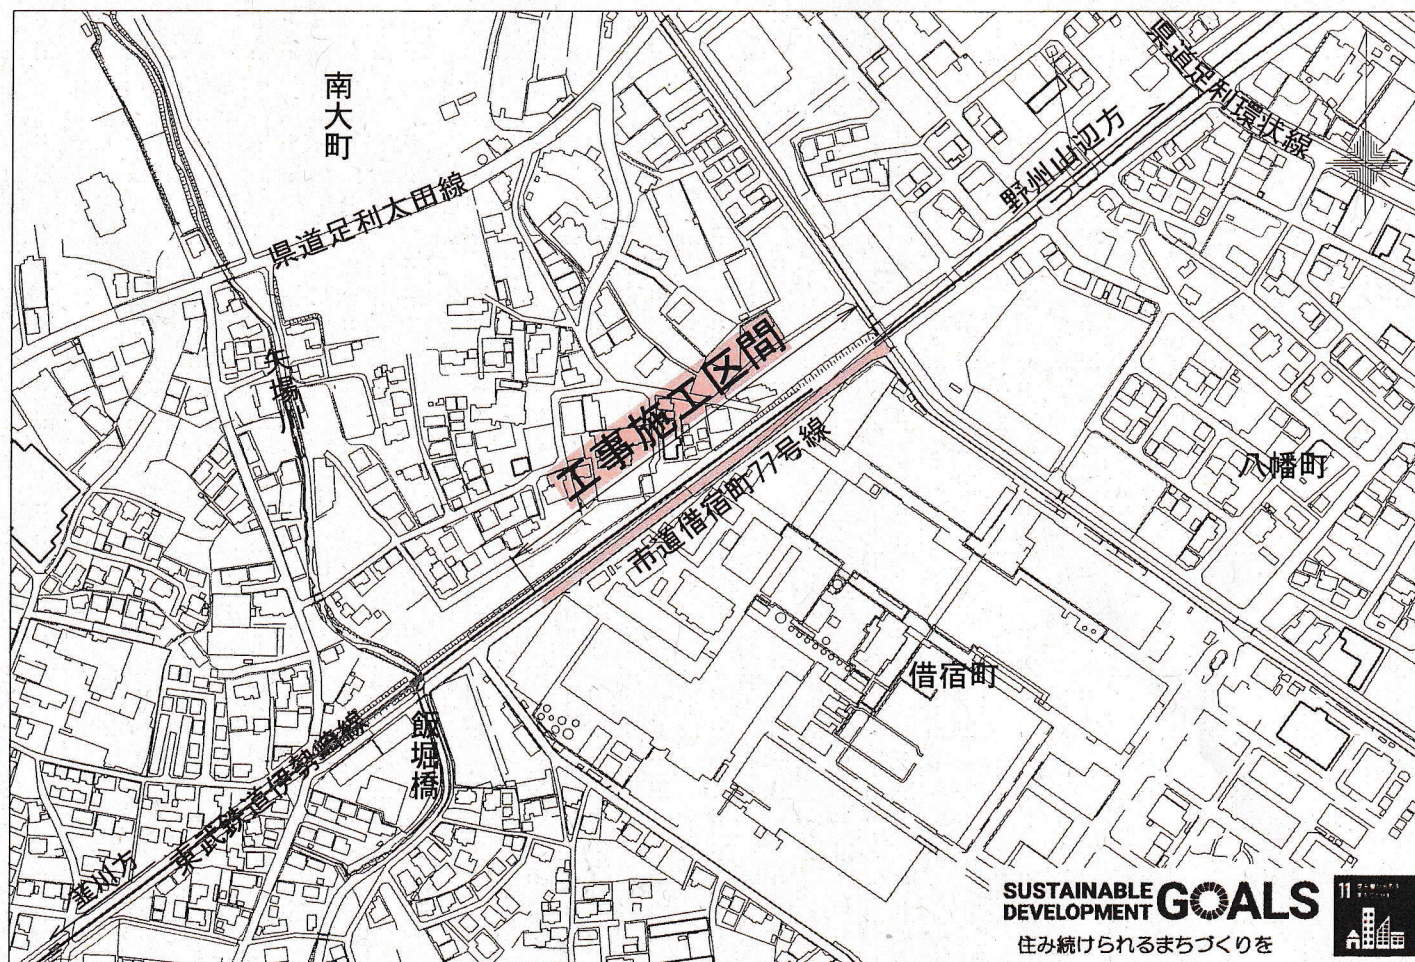 南大町
県道足利環状線
野州山辺方
県道足利太田線
矢場川
工事施工区間
市道借宿町77号線
八幡町
借宿町
飯堀橋
東武鉄道伊勢崎線
韮川方
SUSTAINABLE
DEVELOPMENT
GOALS
住み続けられるまちづくりを
11